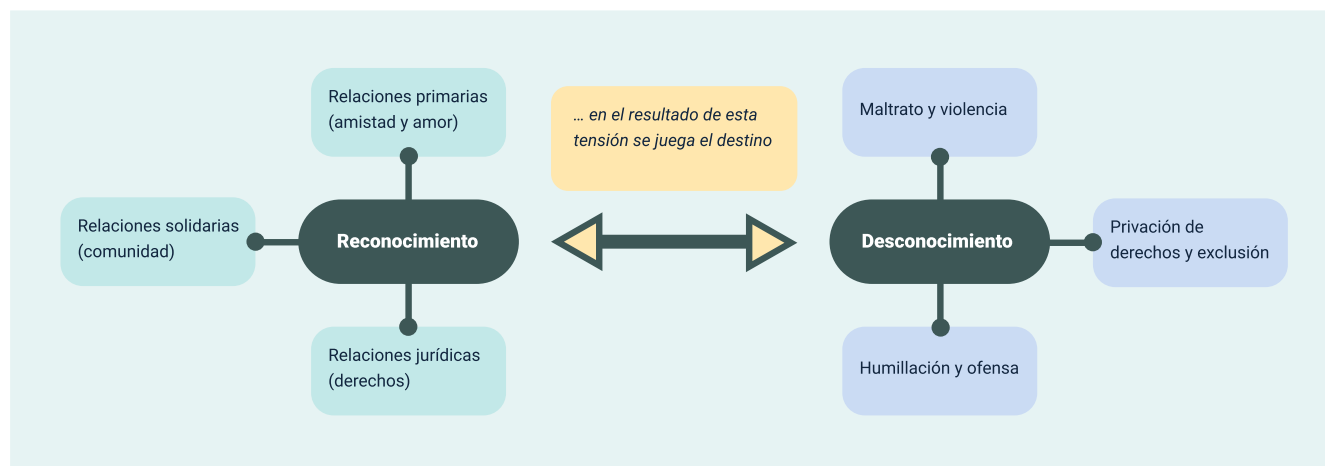 Relaciones primarias
(amistad y amor)
… en el resultado de esta
tensión se juega el destino
Maltrato y violencia
Relaciones solidarias
(comunidad)
Reconocimiento
Desconocimiento
Privación de
derechos y exclusión
Relaciones jurídicas
(derechos)
Humillación y ofensa